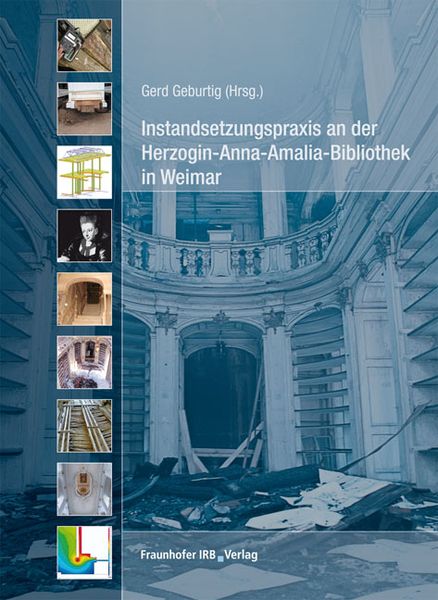 Gerd Geburtig (Hrsg.)
Instandsetzungspraxis an der
Herzogin-Anna-Amalia-Bibliothek
in Weimar
Fraunhofer IRB Verlag